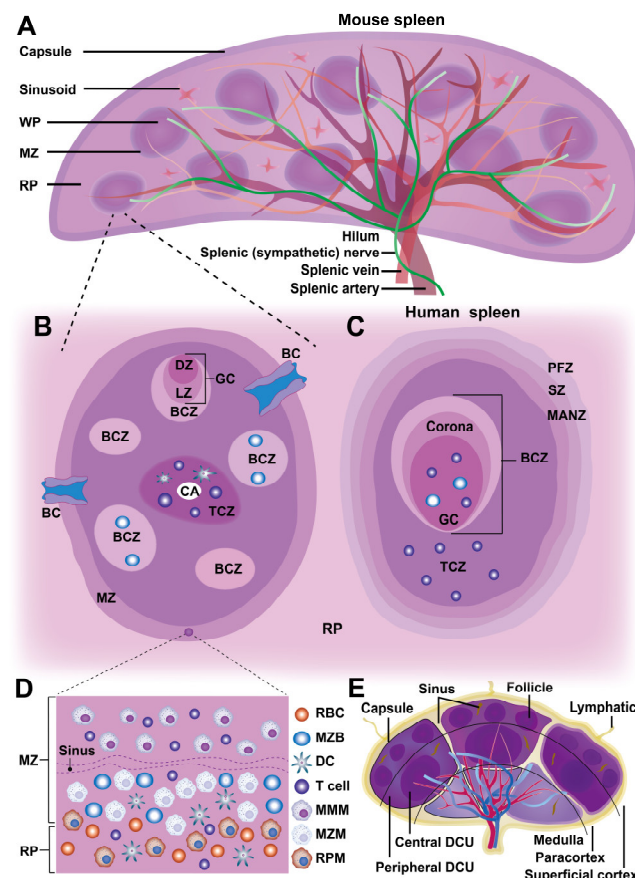 A
Mouse spleen
Capsule
Sinusoid
WP
MZ
RP
Hilum
Splenic (sympathetic) nerve
Splenic vein
Splenic artery
B
DZ
GC
LZ
BCZ
BC
BCZ
BCZ
CA
TCZ
BC
BCZ
BCZ
MZ
RP
C
Human spleen
PFZ
SZ
MANZ
Corona
BCZ
GC
TCZ
D
MZ
Sinus
RP
RBC
MZB
DC
T cell
MMM
MZM
RPM
E
Sinus
Follicle
Capsule
Lymphatic
Central DCU
Medulla
Peripheral DCU
Paracortex
Superficial cortex